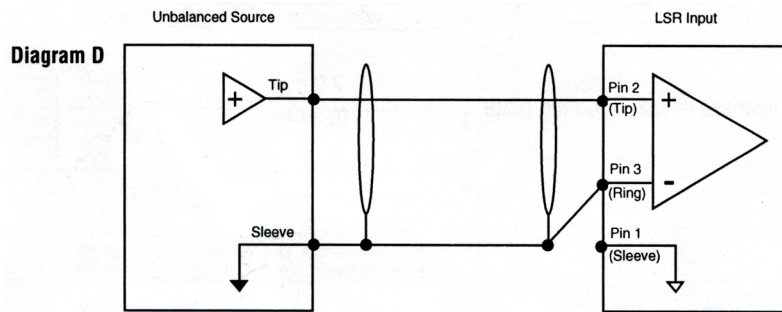 Unbalanced Source
LSR Input
Diagram D
Tip
+
Pin 2
(Tip)
+
Pin 3
(Ring)
-
Sleeve
Pin 1
(Sleeve)